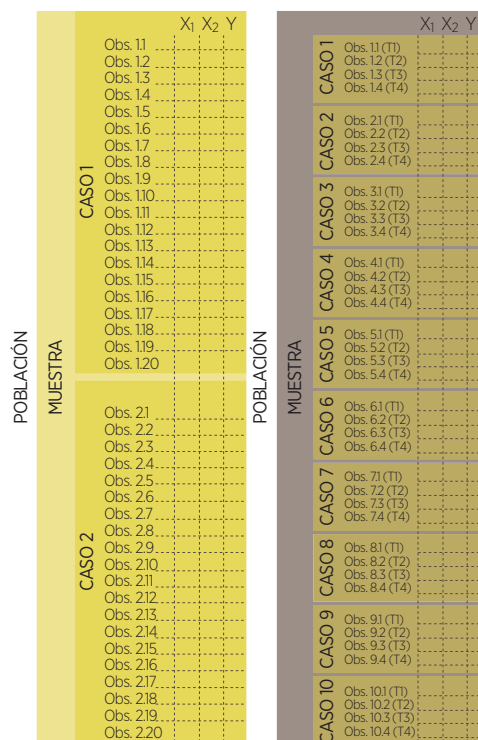 X₁ X₂ Y
POBLACIÓN
MUESTRA
CASO 1
Obs. 1.1
Obs. 1.2
Obs. 1.3
Obs. 1.4
Obs. 1.5
Obs. 1.6
Obs. 1.7
Obs. 1.8
Obs. 1.9
Obs. 1.10
Obs. 1.11
Obs. 1.12
Obs. 1.13
Obs. 1.14
Obs. 1.15
Obs. 1.16
Obs. 1.17
Obs. 1.18
Obs. 1.19
Obs. 1.20
CASO 2
Obs. 2.1
Obs. 2.2
Obs. 2.3
Obs. 2.4
Obs. 2.5
Obs. 2.6
Obs. 2.7
Obs. 2.8
Obs. 2.9
Obs. 2.10
Obs. 2.11
Obs. 2.12
Obs. 2.13
Obs. 2.14
Obs. 2.15
Obs. 2.16
Obs. 2.17
Obs. 2.18
Obs. 2.19
Obs. 2.20
X₁ X₂ Y
POBLACIÓN
MUESTRA
CASO 1
Obs. 1.1 (T1)
Obs. 1.2 (T2)
Obs. 1.3 (T3)
Obs. 1.4 (T4)
CASO 2
Obs. 2.1 (T1)
Obs. 2.2 (T2)
Obs. 2.3 (T3)
Obs. 2.4 (T4)
CASO 3
Obs. 3.1 (T1)
Obs. 3.2 (T2)
Obs. 3.3 (T3)
Obs. 3.4 (T4)
CASO 4
Obs. 4.1 (T1)
Obs. 4.2 (T2)
Obs. 4.3 (T3)
Obs. 4.4 (T4)
CASO 5
Obs. 5.1 (T1)
Obs. 5.2 (T2)
Obs. 5.3 (T3)
Obs. 5.4 (T4)
CASO 6
Obs. 6.1 (T1)
Obs. 6.2 (T2)
Obs. 6.3 (T3)
Obs. 6.4 (T4)
CASO 7
Obs. 7.1 (T1)
Obs. 7.2 (T2)
Obs. 7.3 (T3)
Obs. 7.4 (T4)
CASO 8
Obs. 8.1 (T1)
Obs. 8.2 (T2)
Obs. 8.3 (T3)
Obs. 8.4 (T4)
CASO 9
Obs. 9.1 (T1)
Obs. 9.2 (T2)
Obs. 9.3 (T3)
Obs. 9.4 (T4)
CASO 10
Obs. 10.1 (T1)
Obs. 10.2 (T2)
Obs. 10.3 (T3)
Obs. 10.4 (T4)